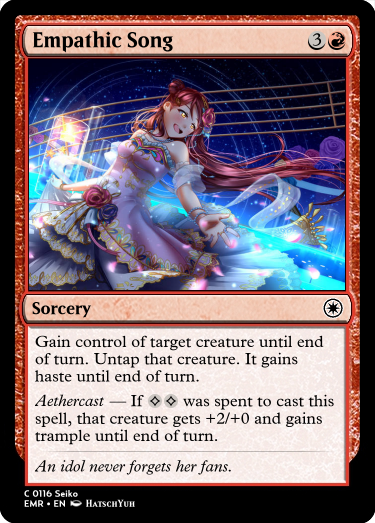 Empathic Song 3
Sorcery
Gain control of target creature until end
of turn. Untap that creature. It gains
haste until end of turn.
Aethercast — If was spent to cast this
spell, that creature gets +2/+0 and gains
trample until end of turn.
An idol never forgets her fans.
C 0116 Seiko
EMR • EN HatschYuh